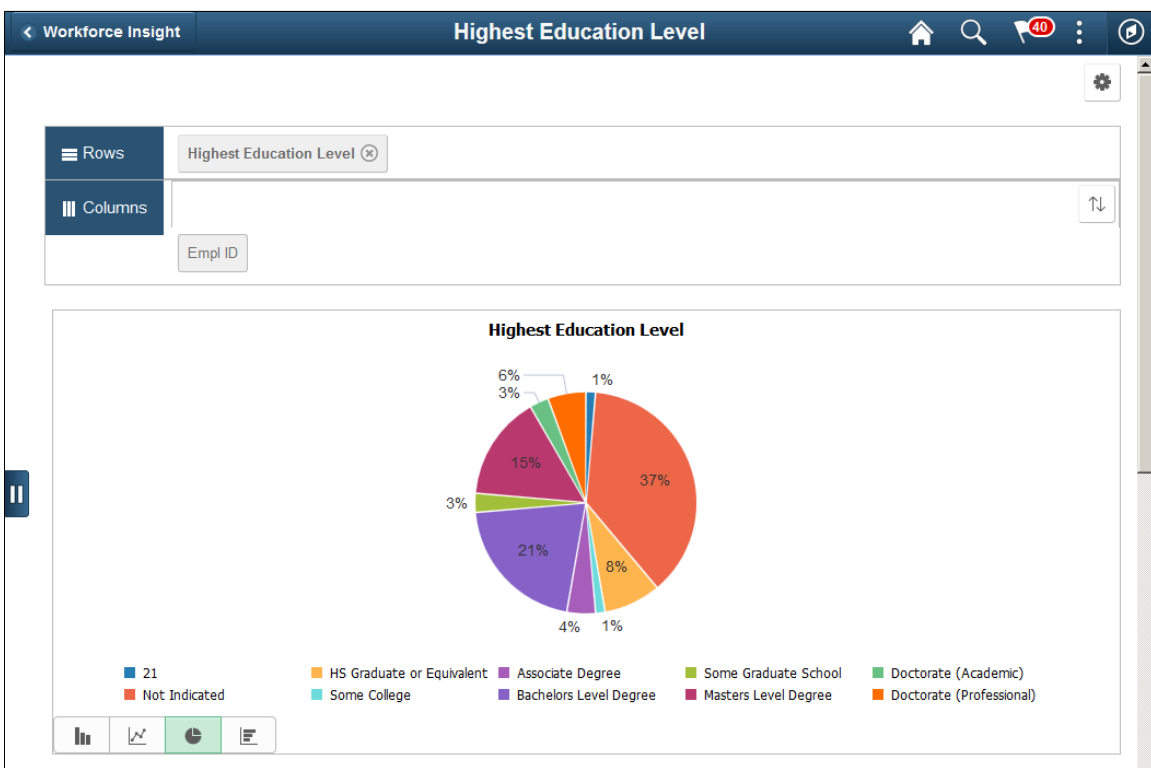 Workforce Insight
Highest Education Level
40
Rows
Highest Education Level
Columns
Empl ID
Highest Education Level
6%
1%
3%
15%
37%
3%
21%
8%
4%
1%
21
HS Graduate or Equivalent
Associate Degree
Some Graduate School
Doctorate (Academic)
Not Indicated
Some College
Bachelors Level Degree
Masters Level Degree
Doctorate (Professional)